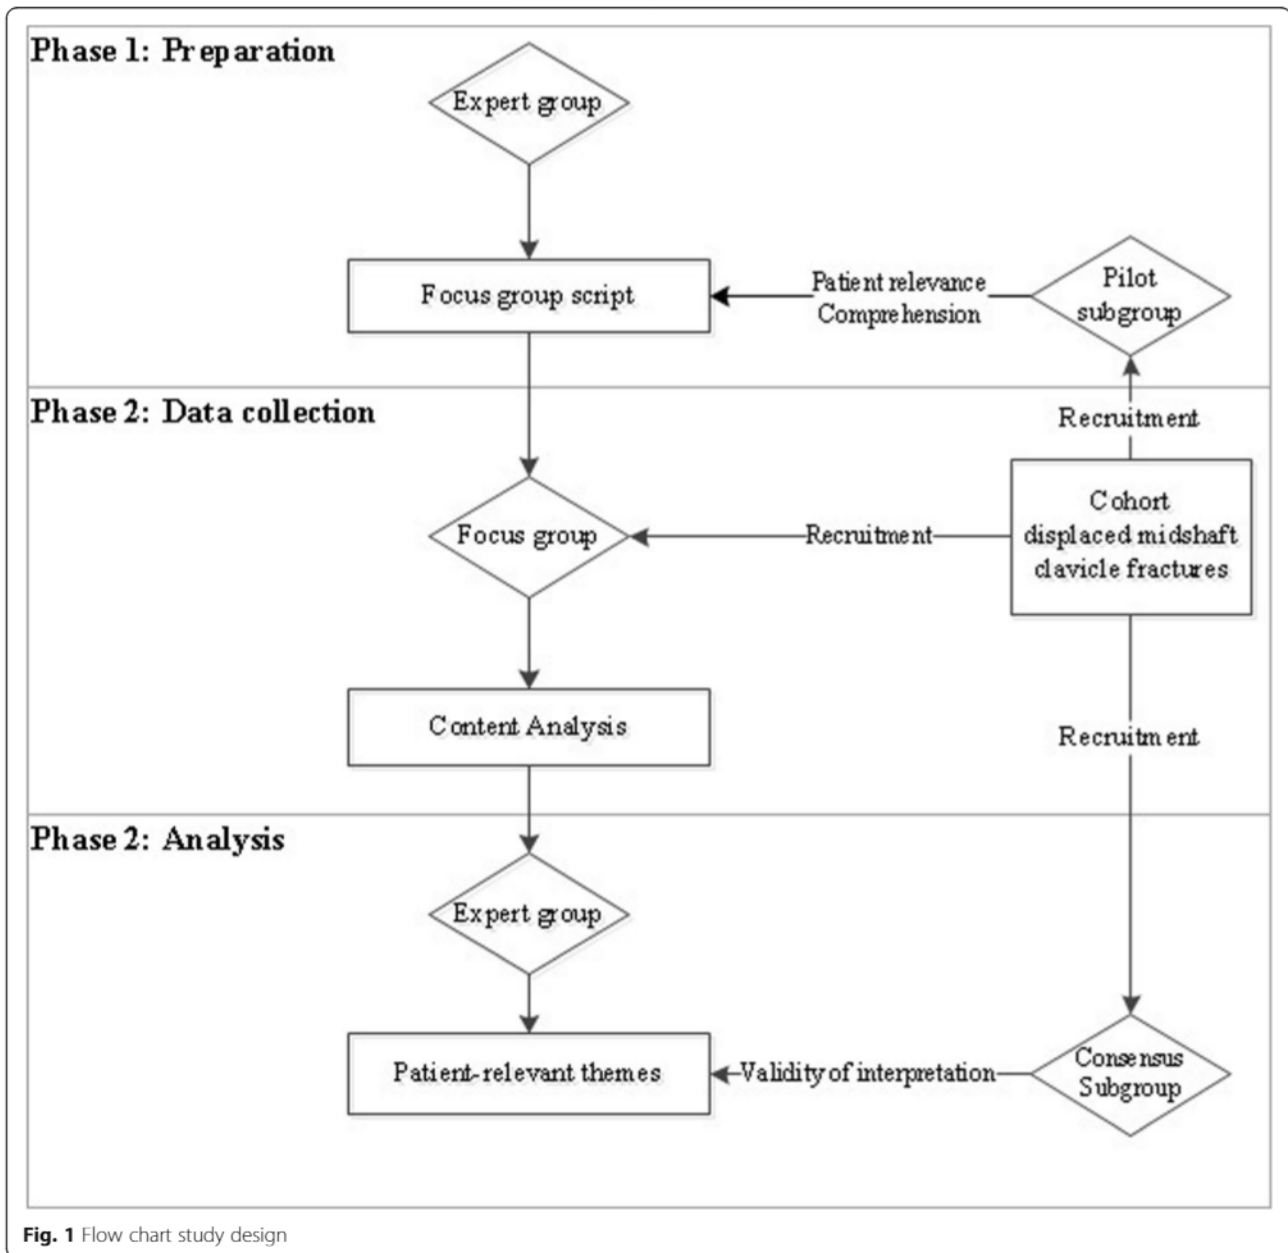 Phase 1: Preparation
Expert group
Focus group script
Patient relevance
Comprehension
Pilot
subgroup
Phase 2: Data collection
Recruitment
Focus group
Recruitment
Cohort
displaced midshaft
clavicle fractures
Content Analysis
Recruitment
Phase 2: Analysis
Expert group
Patient-relevant themes
Validity of interpretation
Consensus
Subgroup
Fig. 1 Flow chart study design